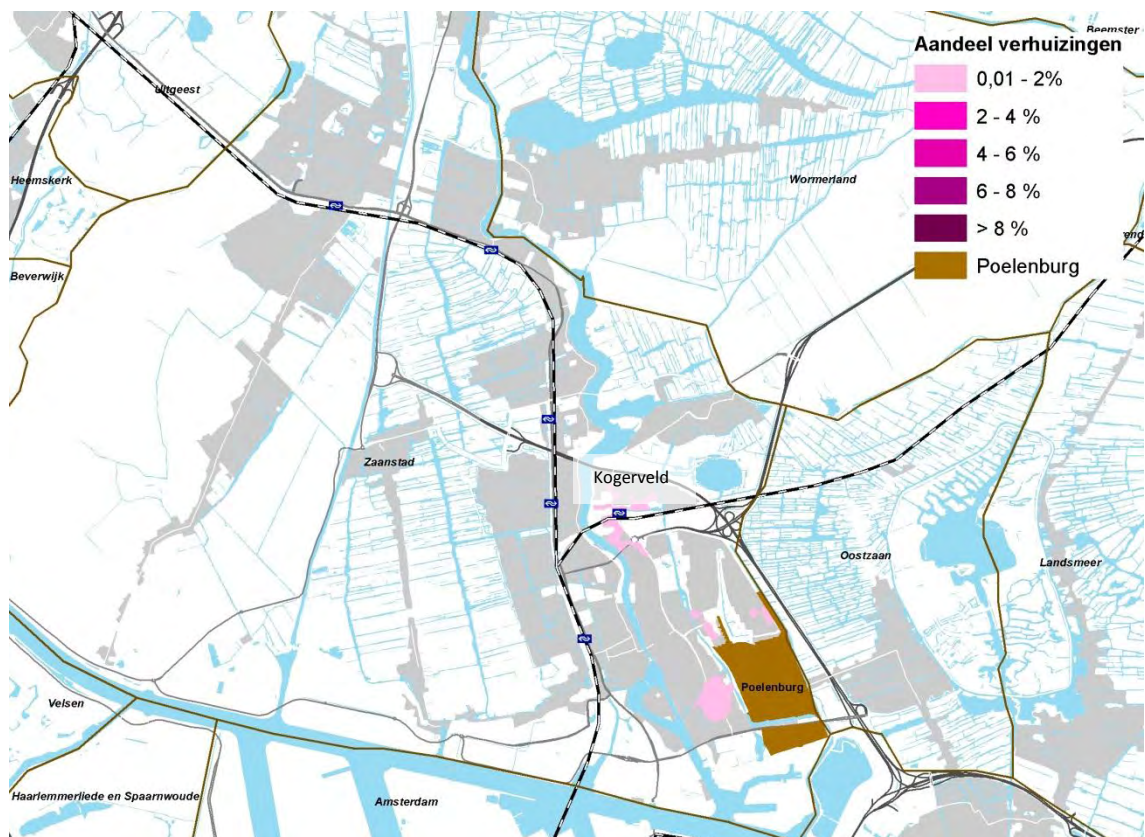 Beemster
Aandeel verhuizingen
0,01 - 2%
2 - 4 %
4 - 6 %
6 - 8 %
> 8 %
Poelenburg
Uitgeest
Heemskerk
Wormerland
Beverwijk
Zaanstad
Kogerveld
Oostzaan
Landsmeer
Poelenburg
Velsen
Haarlemmerliede en Spaarnwoude
Amsterdam